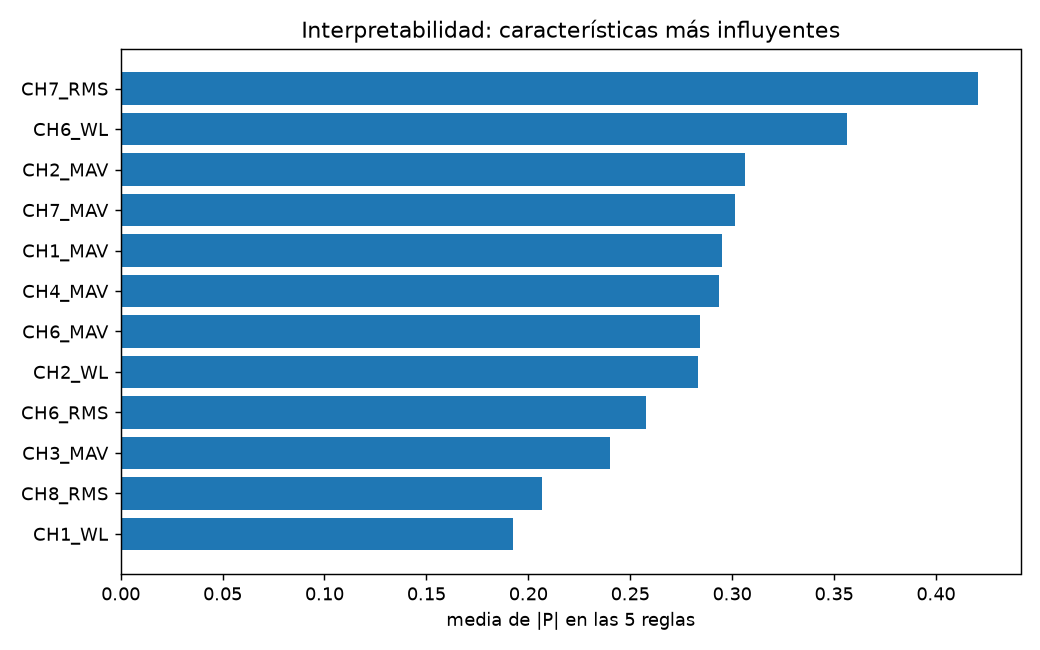 Interpretabilidad: características más influyentes
CH7_RMS
CH6_WL
CH2_MAV
CH7_MAV
CH1_MAV
CH4_MAV
CH6_MAV
CH2_WL
CH6_RMS
CH3_MAV
CH8_RMS
CH1_WL
0.00 0.05 0.10 0.15 0.20 0.25 0.30 0.35 0.40
media de |P| en las 5 reglas